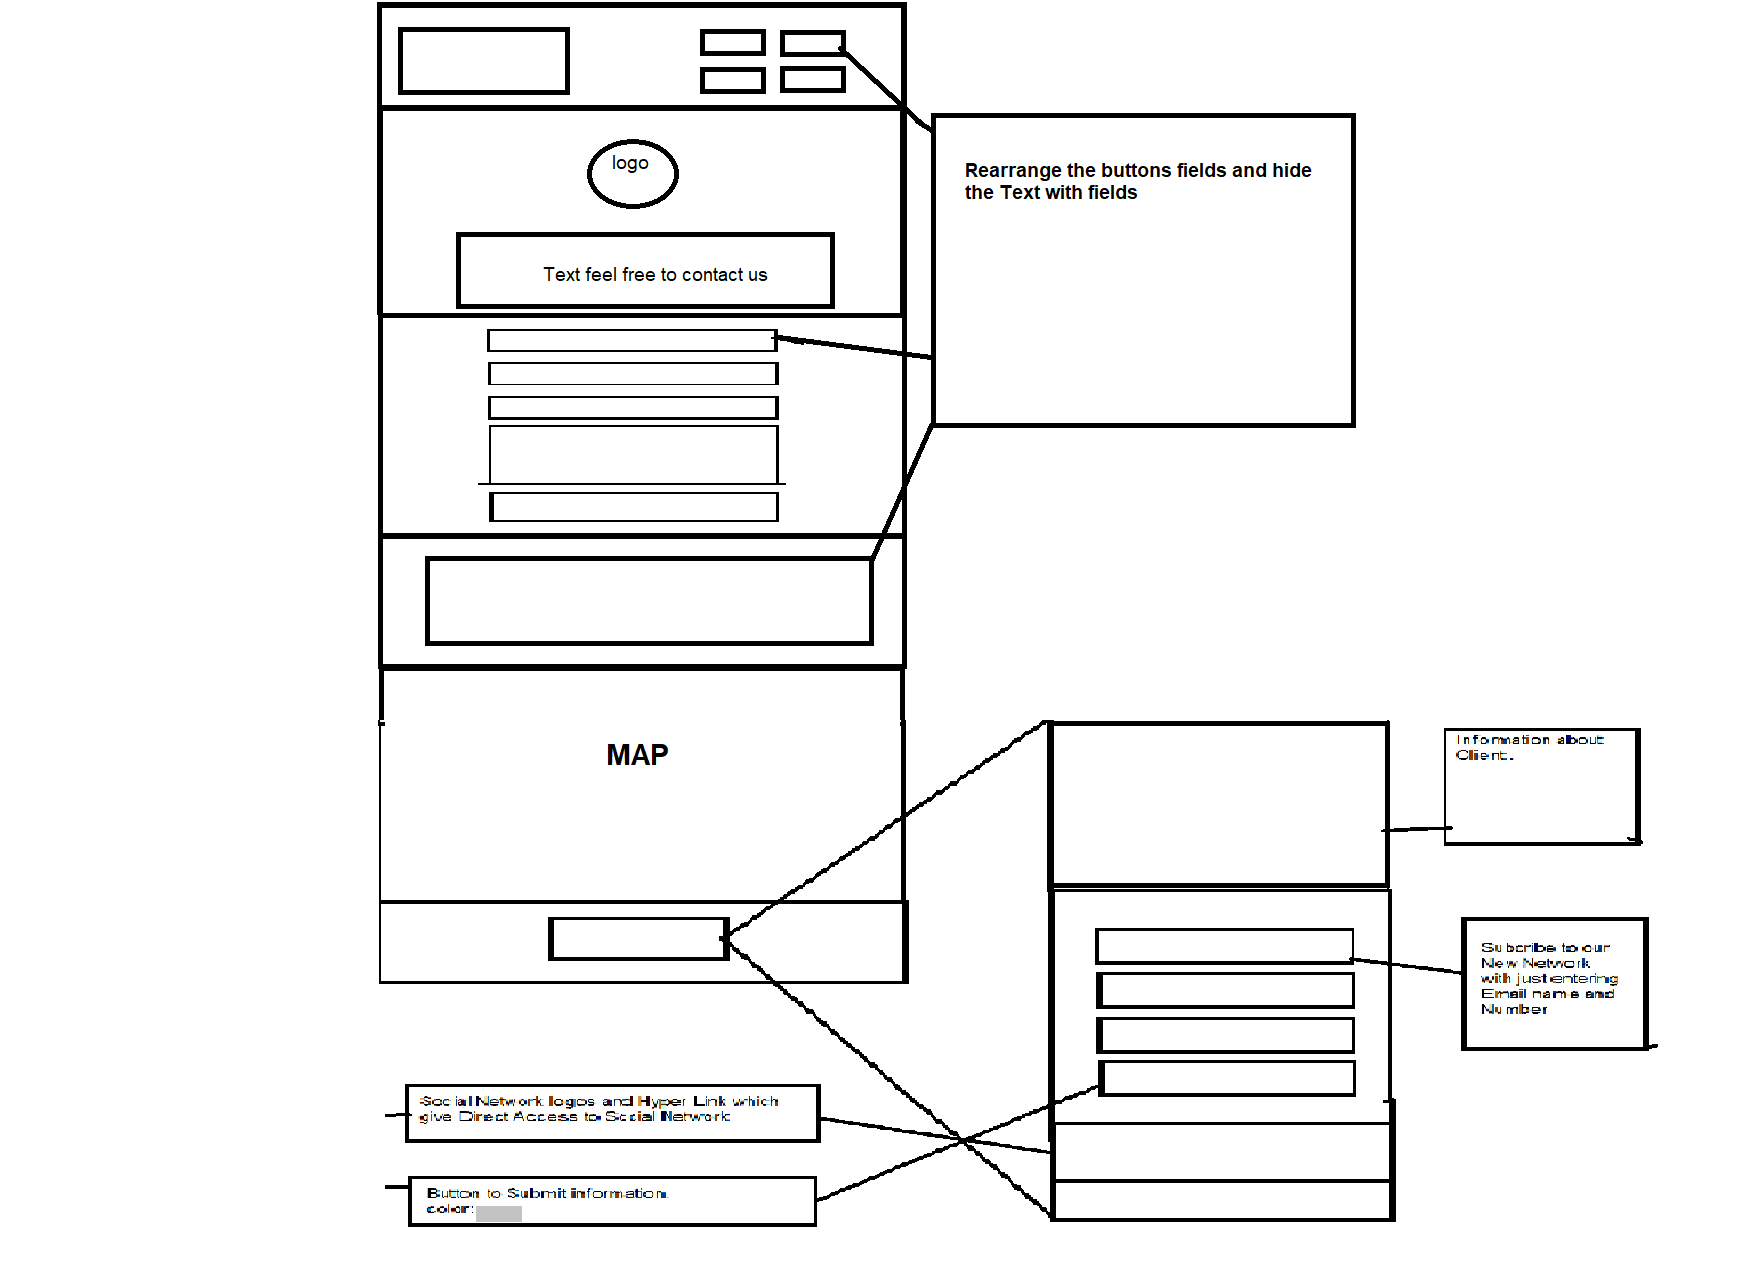 logo
Rearrange the buttons fields and hide
the Text with fields
Text feel free to contact us
MAP
Information about
Client.
Subcribe to our
New Network
with just entering
Email name and
Number
Social Network logos and Hyper Link which
give Direct Access to Social Network
Button to Submit information.
color: